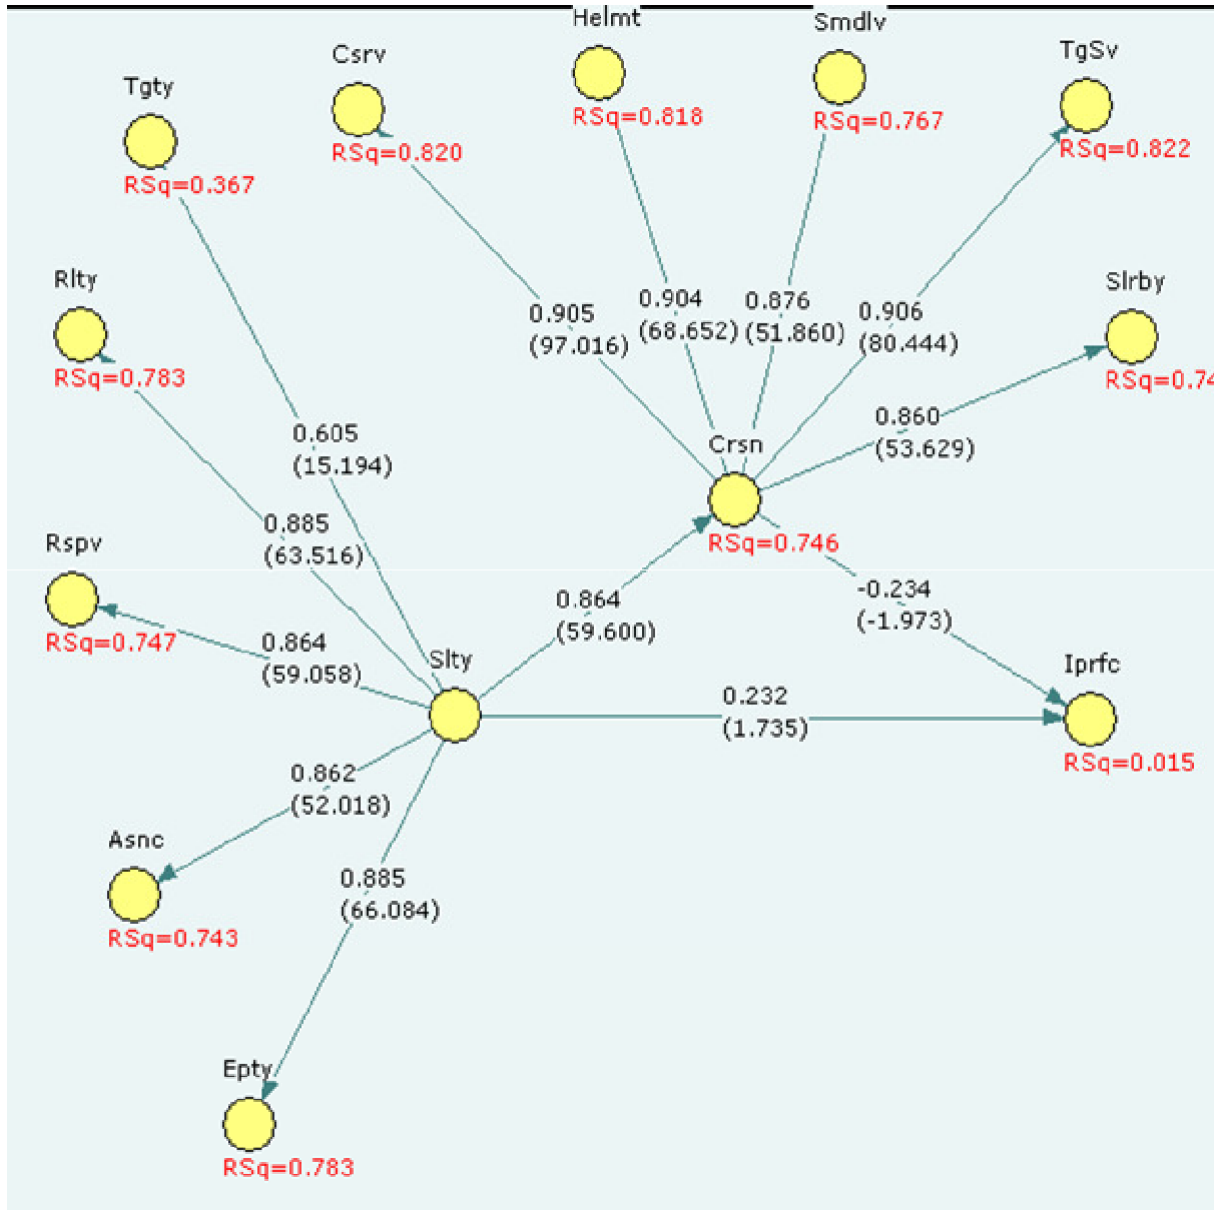 Helmt
RSq=0.818
Smdlv
RSq=0.767
Csrv
RSq=0.820
TgSv
RSq=0.822
Tgty
RSq=0.367
Rlty
RSq=0.783
Slrby
RSq=0.74
0.905
(97.016)
0.904
(68.652)
0.876
(51.860)
0.906
(80.444)
0.860
(53.629)
0.605
(15.194)
Crsn
RSq=0.746
0.885
(63.516)
Rspv
RSq=0.747
0.864
(59.058)
0.864
(59.600)
-0.234
(-1.973)
Slty
0.232
(1.735)
Iprfc
RSq=0.015
0.862
(52.018)
Asnc
RSq=0.743
0.885
(66.084)
Epty
RSq=0.783